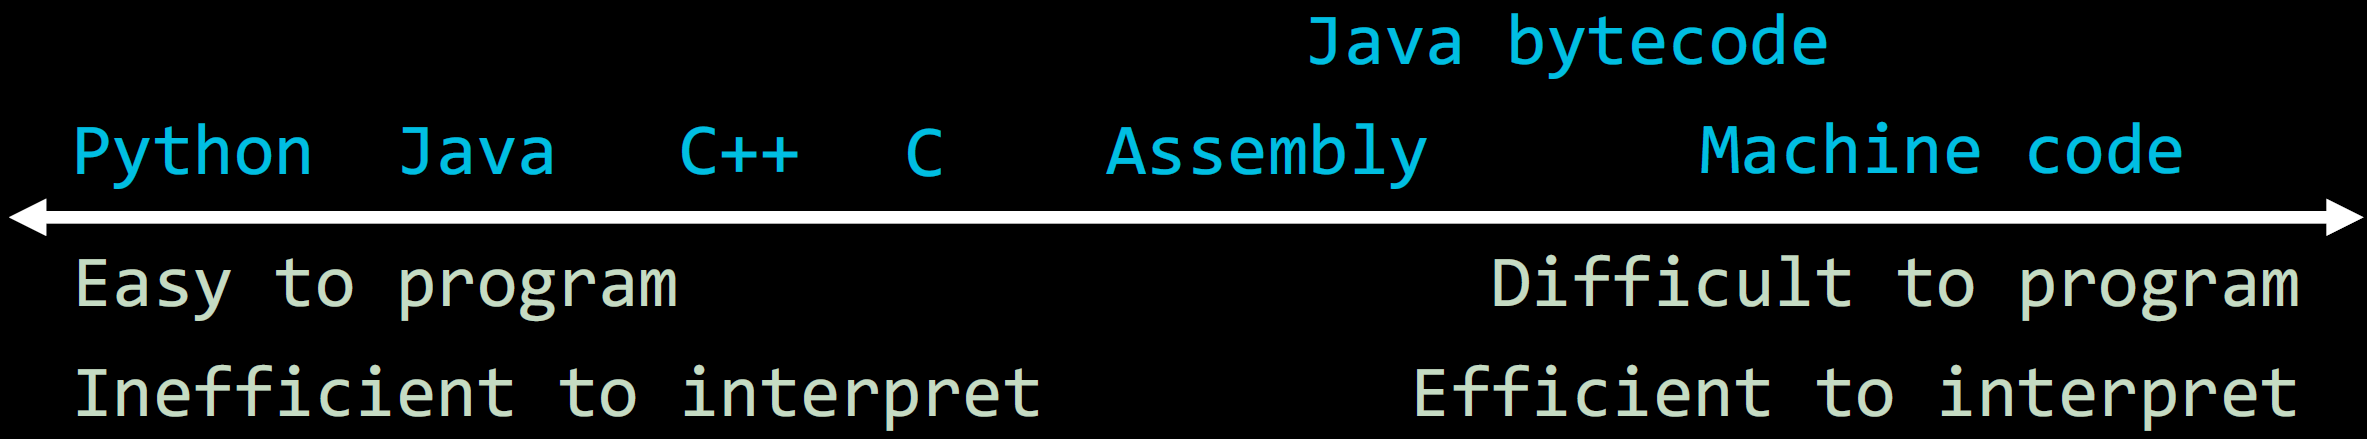 Java bytecode
Python Java C++ C Assembly Machine code
Easy to program Difficult to program
Inefficient to interpret Efficient to interpret